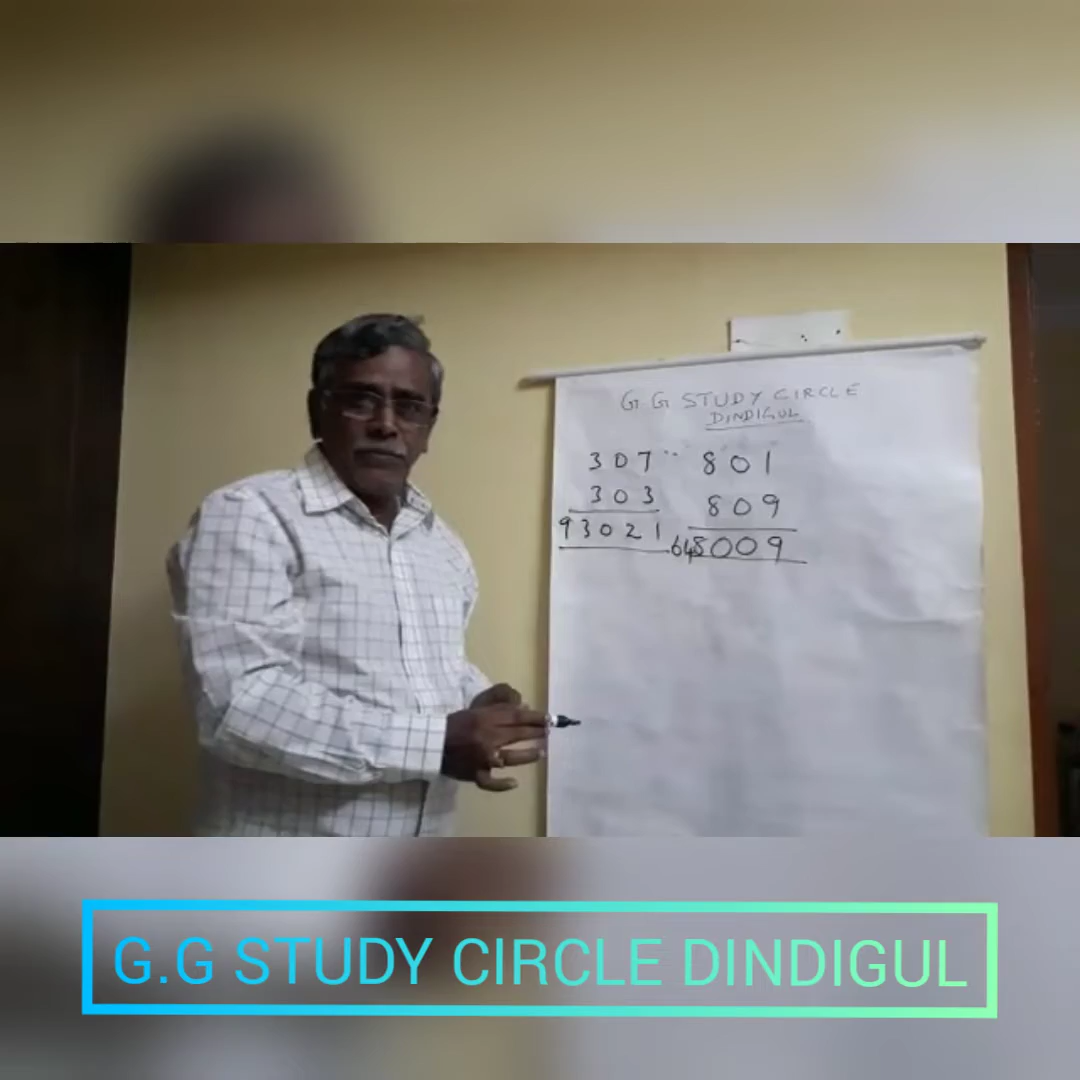 G.G STUDY CIRCLE
DINDIGUL
307 801
303 809
93021 648009
G.G STUDY CIRCLE DINDIGUL